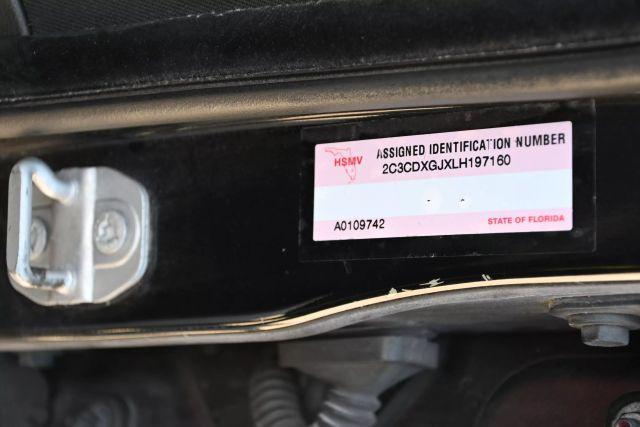 HSMV
ASSIGNED IDENTIFICATION NUMBER
2C3CDXGJXLH197160
- -
A0109742
STATE OF FLORIDA